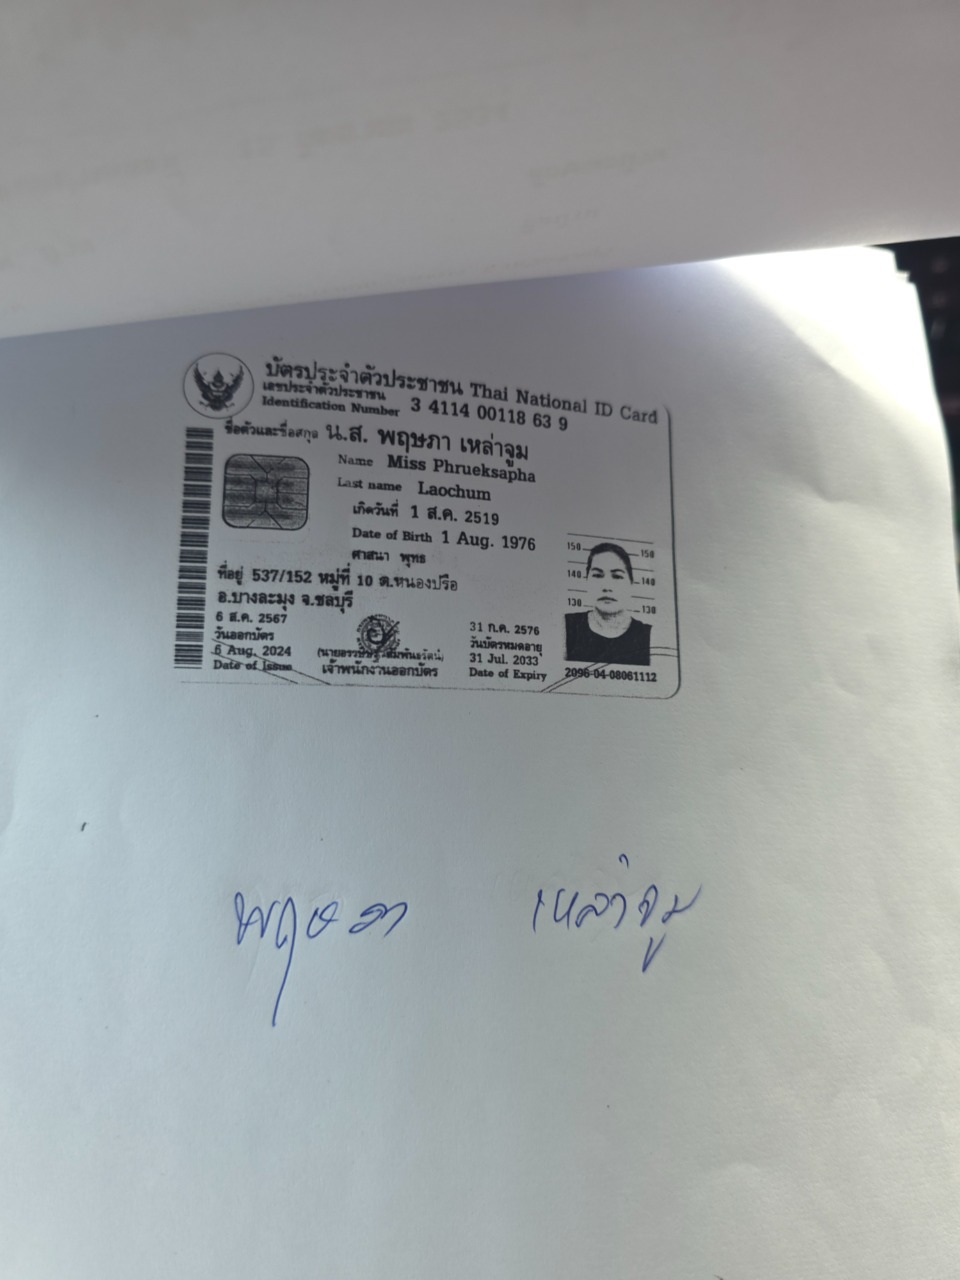 บัตรประจำตัวประชาชน Thai National ID Card
เลขประจำตัวประชาชน
Identification Number 3 4114 00118 63 9
ชื่อตัวและชื่อสกุล น.ส. พฤษภา เหล่าจูม
Name Miss Phrueksapha
Last name Laochum
เกิดวันที่ 1 ส.ค. 2519
Date of Birth 1 Aug. 1976
ศาสนา พุทธ
ที่อยู่ 537/152 หมู่ที่ 10 ต.หนองปรือ
อ.บางละมุง จ.ชลบุรี
6 ส.ค. 2567
วันออกบัตร
6 Aug. 2024
Date of Issue
เจ้าพนักงานออกบัตร
31 ก.ค. 2576
วันบัตรหมดอายุ
31 Jul. 2033
Date of Expiry
150 150
140 140
130 130
2096-04-08061112
พฤษภา เหล่าจูม